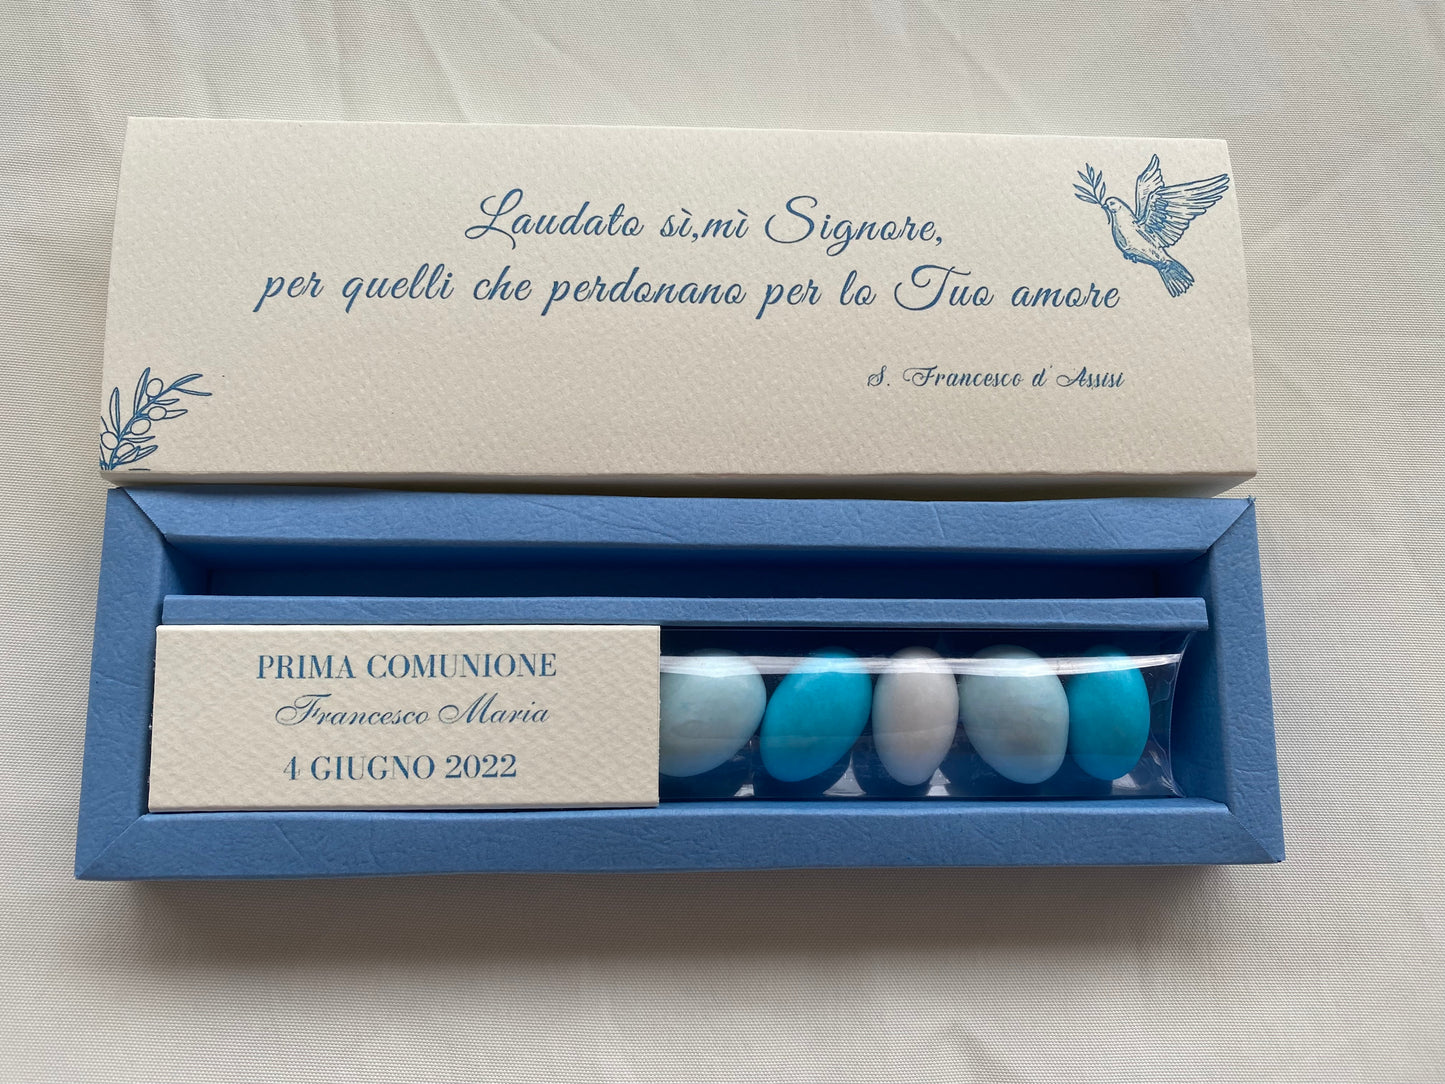 Laudato sì,mì Signore,
per quelli che perdonano per lo Tuo amore
S. Francesco d'Assisi
PRIMA COMUNIONE
Francesco Maria
4 GIUGNO 2022